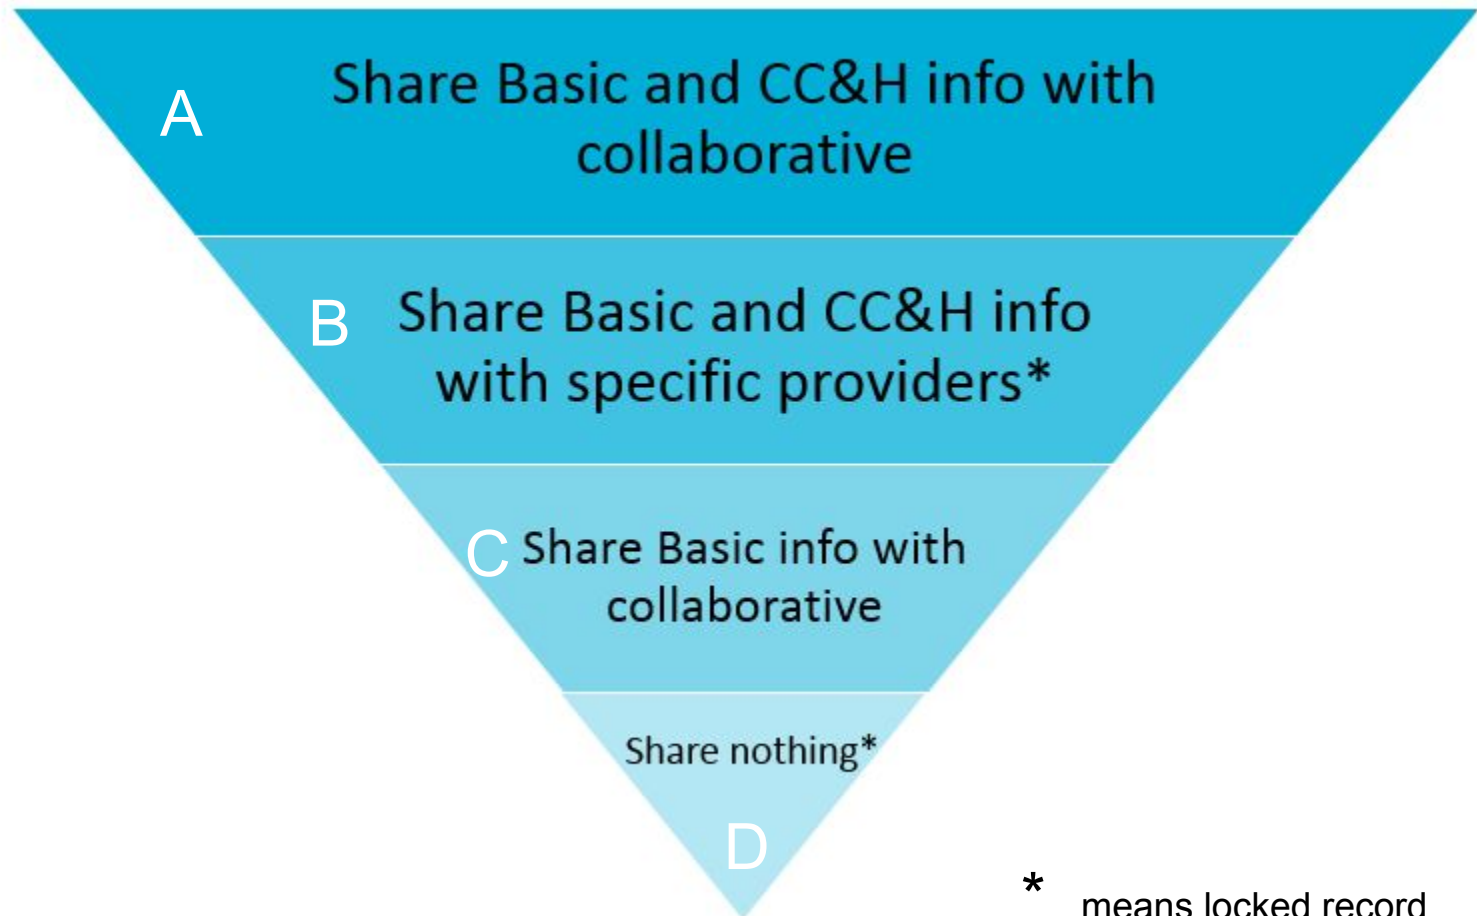 A
Share Basic and CC&H info with
collaborative
B
Share Basic and CC&H info
with specific providers*
C
Share Basic info with
collaborative
Share nothing*
D
* means locked record